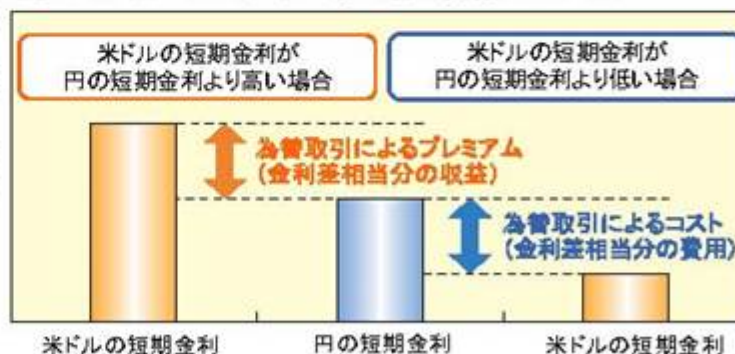 米ドルの短期金利が
円の短期金利より高い場合
米ドルの短期金利が
円の短期金利より低い場合
為替取引によるプレミアム
(金利差相当分の収益)
為替取引によるコスト
(金利差相当分の費用)
米ドルの短期金利
円の短期金利
米ドルの短期金利